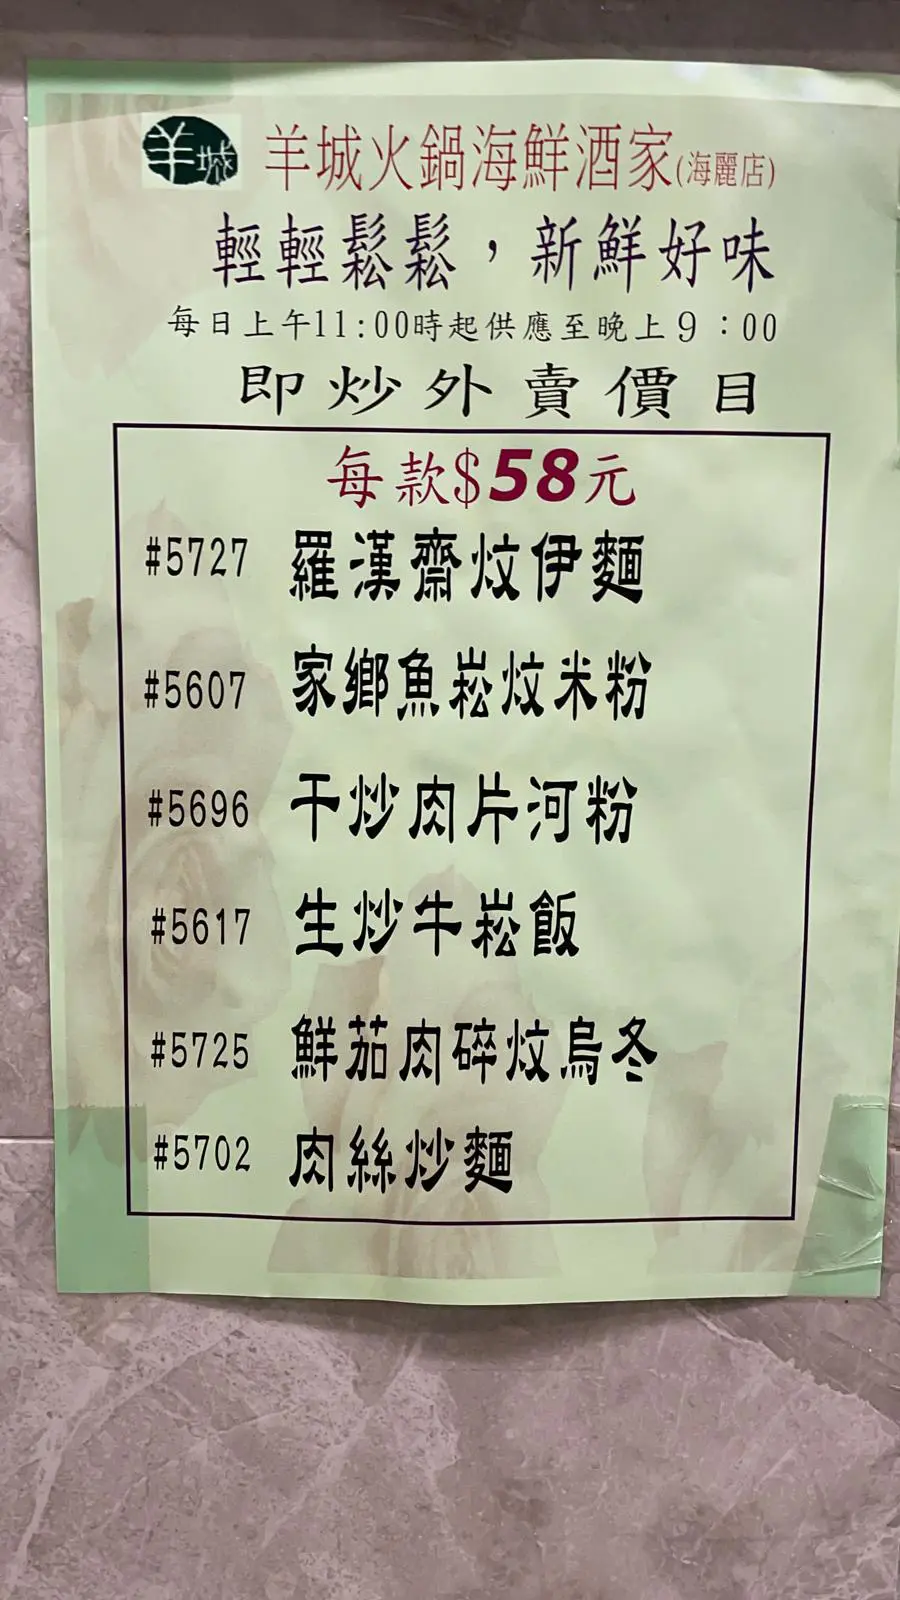 羊城
羊城火鍋海鮮酒家(海麗店)
輕輕鬆鬆，新鮮好味
每日上午11:00時起供應至晚上9：00
即炒外賣價目
每款$58元
#5727 羅漢齋炆伊麵
#5607 家鄉魚崧炆米粉
#5696 干炒肉片河粉
#5617 生炒牛崧飯
#5725 鮮茄肉碎炆烏冬
#5702 肉絲炒麵